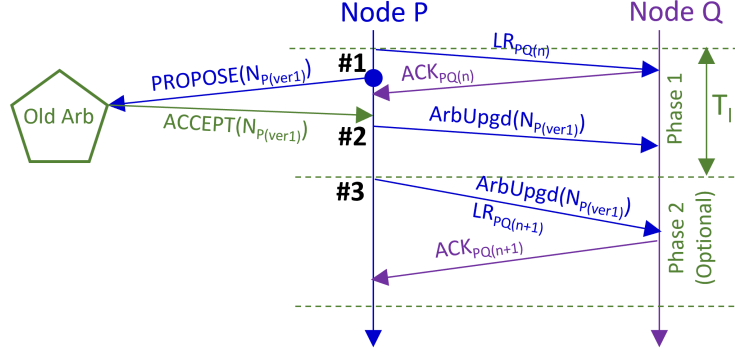 Node P
Node Q
LR_PQ(n)
#1
PROPOSE(N_P(ver1))
ACK_PQ(n)
Phase 1
T_I
Old Arb
ACCEPT(N_P(ver1))
#2
ArbUpgd(N_P(ver1))
#3
ArbUpgd(N_P(ver1))
LR_PQ(n+1)
ACK_PQ(n+1)
Phase 2
(Optional)